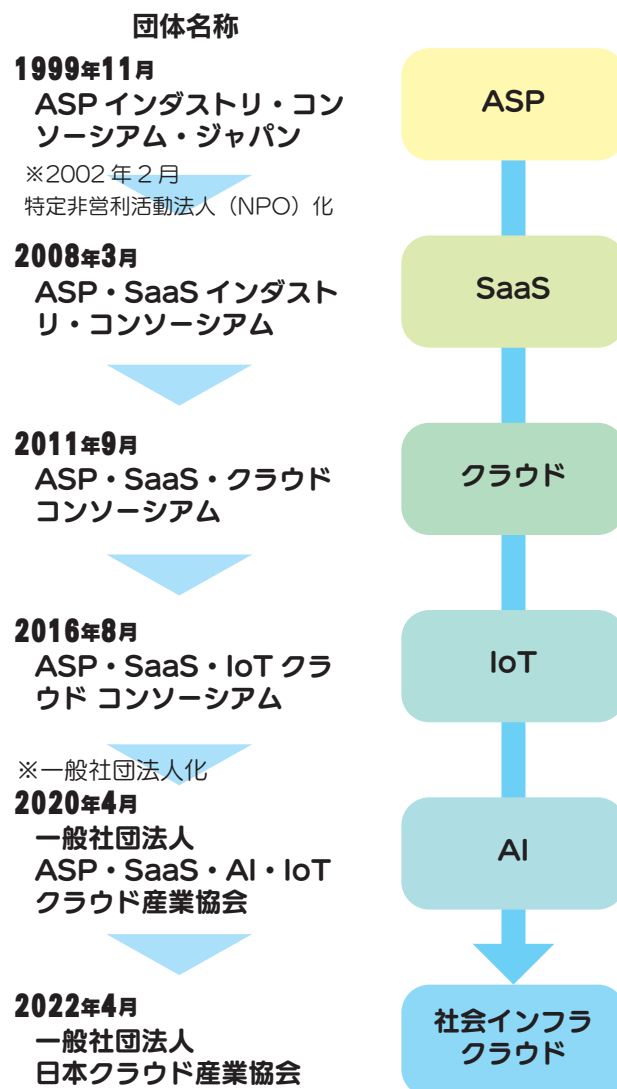 団体名称
1999年11月
ASP インダストリ・コン
ソーシアム・ジャパン
※2002年2月
特定非営利活動法人（NPO）化
ASP
2008年3月
ASP・SaaS インダスト
リ・コンソーシアム
SaaS
2011年9月
ASP・SaaS・クラウド
コンソーシアム
クラウド
2016年8月
ASP・SaaS・IoT クラ
ウド コンソーシアム
IoT
※一般社団法人化
2020年4月
一般社団法人
ASP・SaaS・AI・IoT
クラウド産業協会
AI
2022年4月
一般社団法人
日本クラウド産業協会
社会インフラ
クラウド